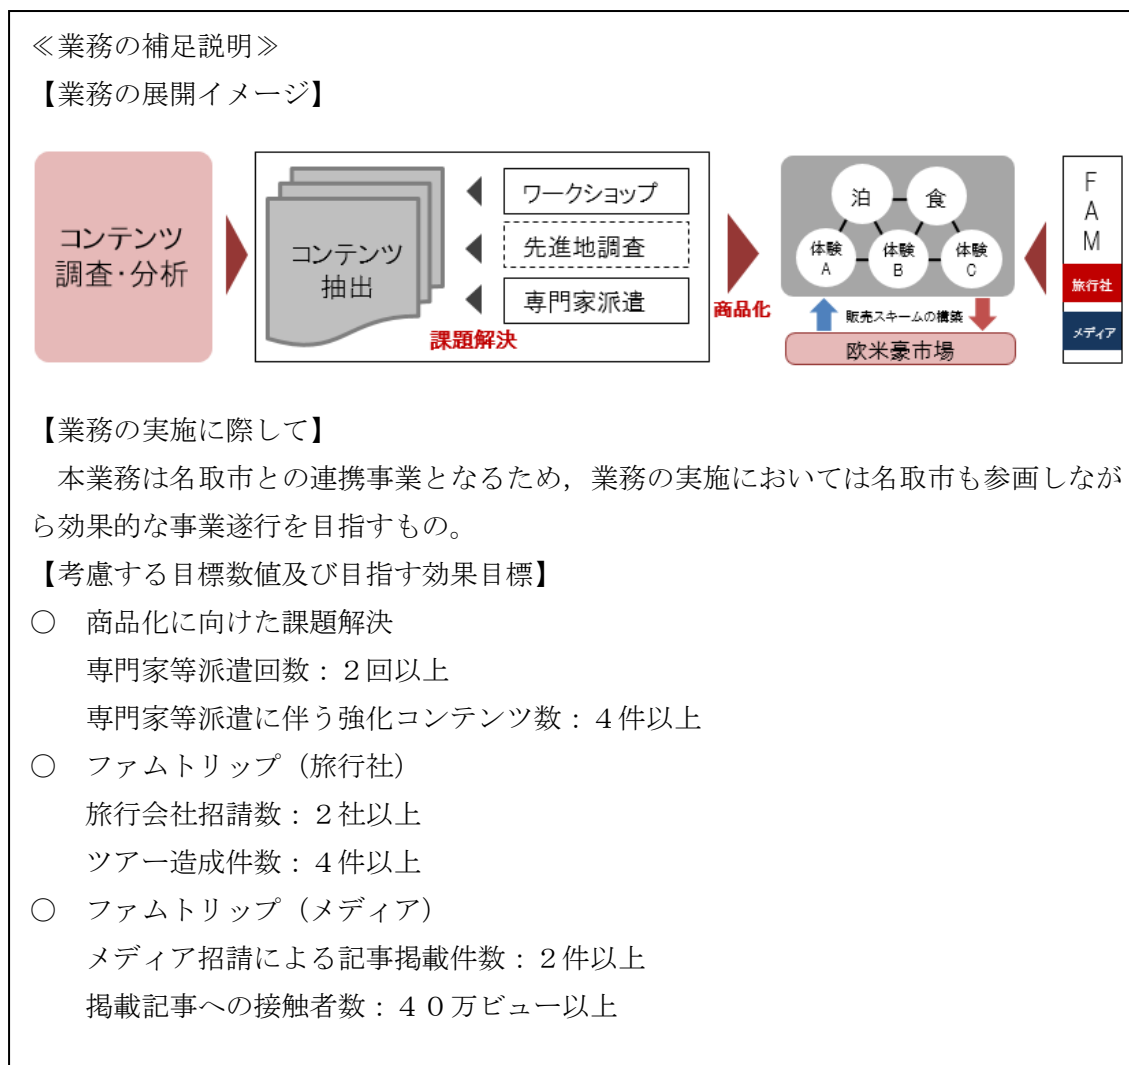 ≪業務の補足説明≫
【業務の展開イメージ】
コンテンツ
調査・分析
コンテンツ
抽出
ワークショップ
先進地調査
専門家派遣
課題解決
商品化
泊
食
体験
A
体験
B
体験
C
販売スキームの構築
欧米豪市場
F
A
M
旅行社
メディア
【業務の実施に際して】
本業務は名取市との連携事業となるため，業務の実施においては名取市も参画しなが
ら効果的な事業遂行を目指すもの。
【考慮する目標数値及び目指す効果目標】
○　商品化に向けた課題解決
専門家等派遣回数：２回以上
専門家等派遣に伴う強化コンテンツ数：４件以上
○　ファムトリップ（旅行社）
旅行会社招請数：２社以上
ツアー造成件数：４件以上
○　ファムトリップ（メディア）
メディア招請による記事掲載件数：２件以上
掲載記事への接触者数：４０万ビュー以上